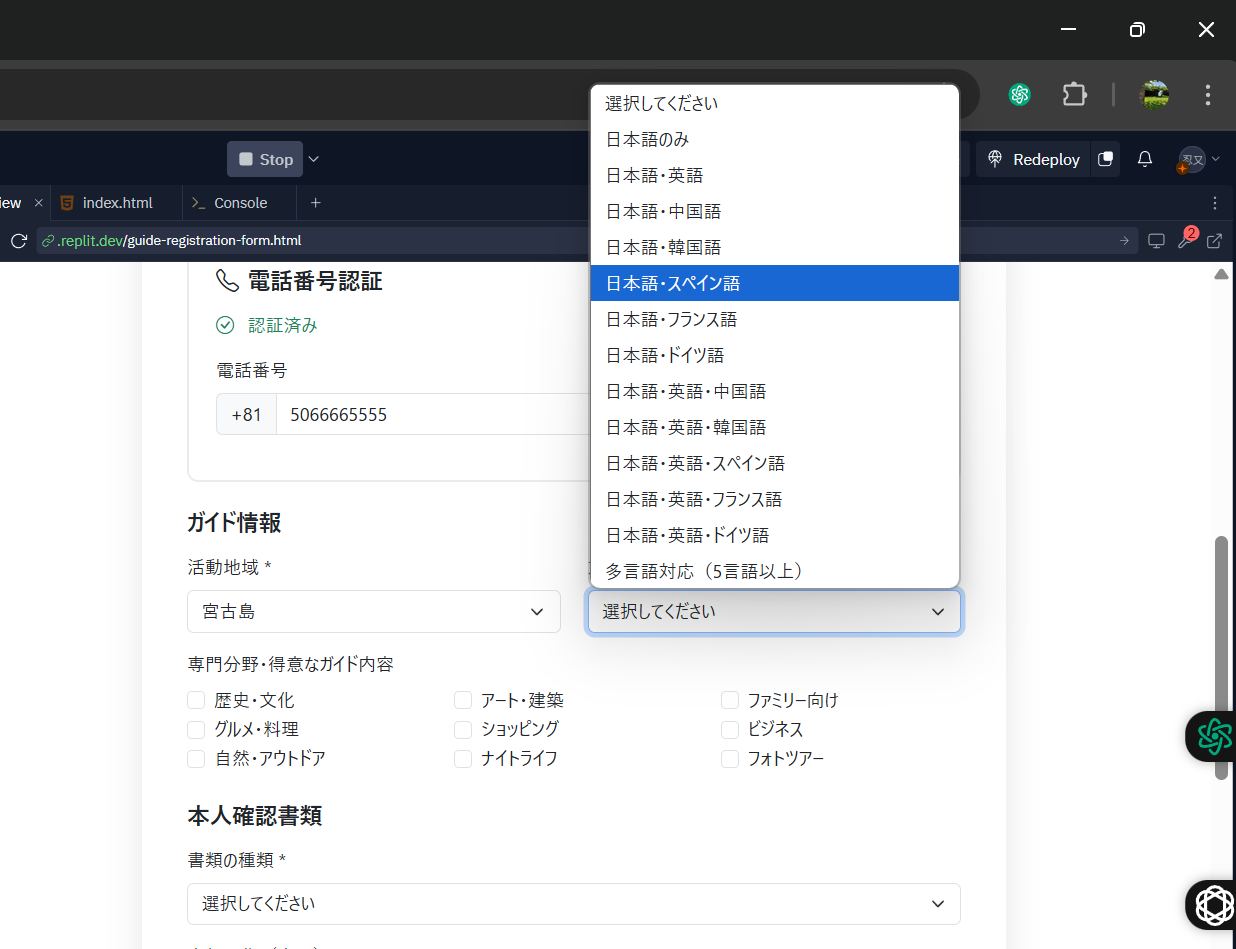 選択してください
日本語のみ
日本語・英語
日本語・中国語
日本語・韓国語
日本語・スペイン語
日本語・フランス語
日本語・ドイツ語
日本語・英語・中国語
日本語・英語・韓国語
日本語・英語・スペイン語
日本語・英語・フランス語
日本語・英語・ドイツ語
多言語対応（5言語以上）
Stop
Redeploy
忍又
iew
index.html
Console
.replit.dev/guide-registration-form.html
2
電話番号認証
認証済み
電話番号
+81 5066665555
ガイド情報
活動地域 *
宮古島
選択してください
専門分野・得意なガイド内容
歴史・文化 アート・建築 ファミリー向け
グルメ・料理 ショッピング ビジネス
自然・アウトドア ナイトライフ フォトツアー
本人確認書類
書類の種類 *
選択してください